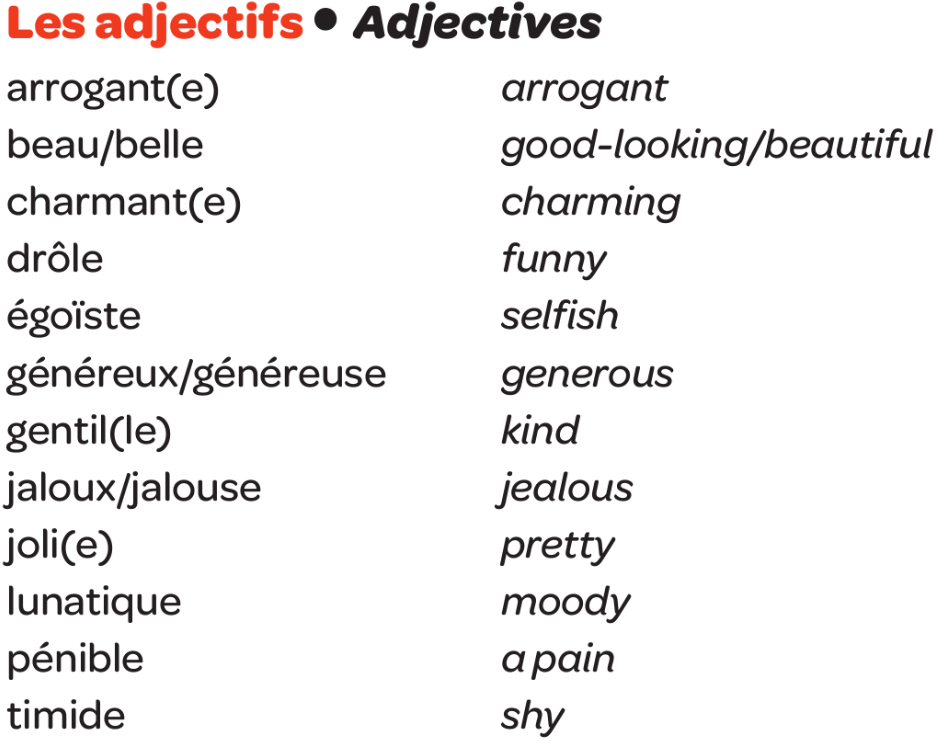 Les adjectifs • Adjectives
arrogant(e) arrogant
beau/belle good-looking/beautiful
charmant(e) charming
drôle funny
égoïste selfish
généreux/généreuse generous
gentil(le) kind
jaloux/jalouse jealous
joli(e) pretty
lunatique moody
pénible a pain
timide shy